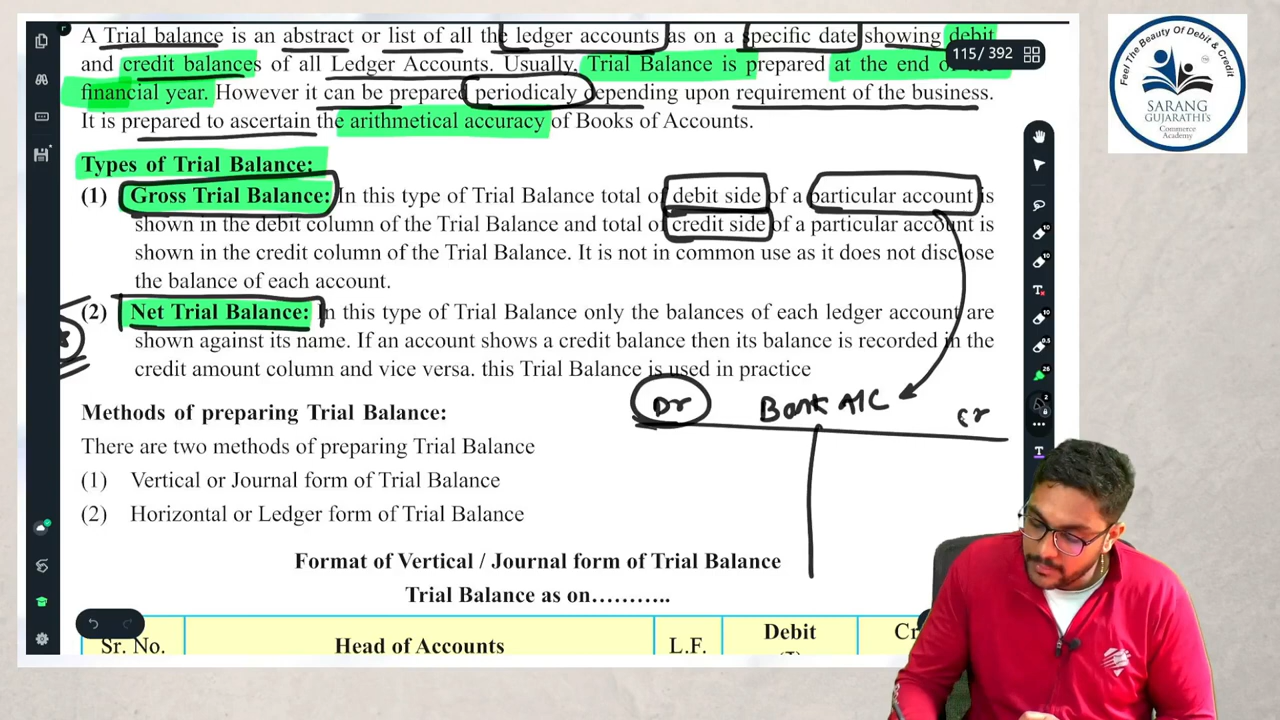 A Trial balance is an abstract or list of all the ledger accounts as on a specific date showing debit
and credit balances of all Ledger Accounts. Usually, Trial Balance is prepared at the end of the
financial year. However it can be prepared periodicaly depending upon requirement of the business.
It is prepared to ascertain the arithmetical accuracy of Books of Accounts.
115/ 392
Types of Trial Balance:
(1) Gross Trial Balance: In this type of Trial Balance total of debit side of a particular account is
shown in the debit column of the Trial Balance and total of credit side of a particular account is
shown in the credit column of the Trial Balance. It is not in common use as it does not disclose
the balance of each account.
(2) Net Trial Balance: In this type of Trial Balance only the balances of each ledger account are
shown against its name. If an account shows a credit balance then its balance is recorded in the
credit amount column and vice versa. this Trial Balance is used in practice
Dr Bank A/C Cr
Methods of preparing Trial Balance:
There are two methods of preparing Trial Balance
(1) Vertical or Journal form of Trial Balance
(2) Horizontal or Ledger form of Trial Balance
Format of Vertical / Journal form of Trial Balance
Trial Balance as on...........
Sr. No. Head of Accounts L.F. Debit Cr
Feel The Beauty Of Debit & Credit
TM
SARANG
GUJARATHI's
Commerce
Academy